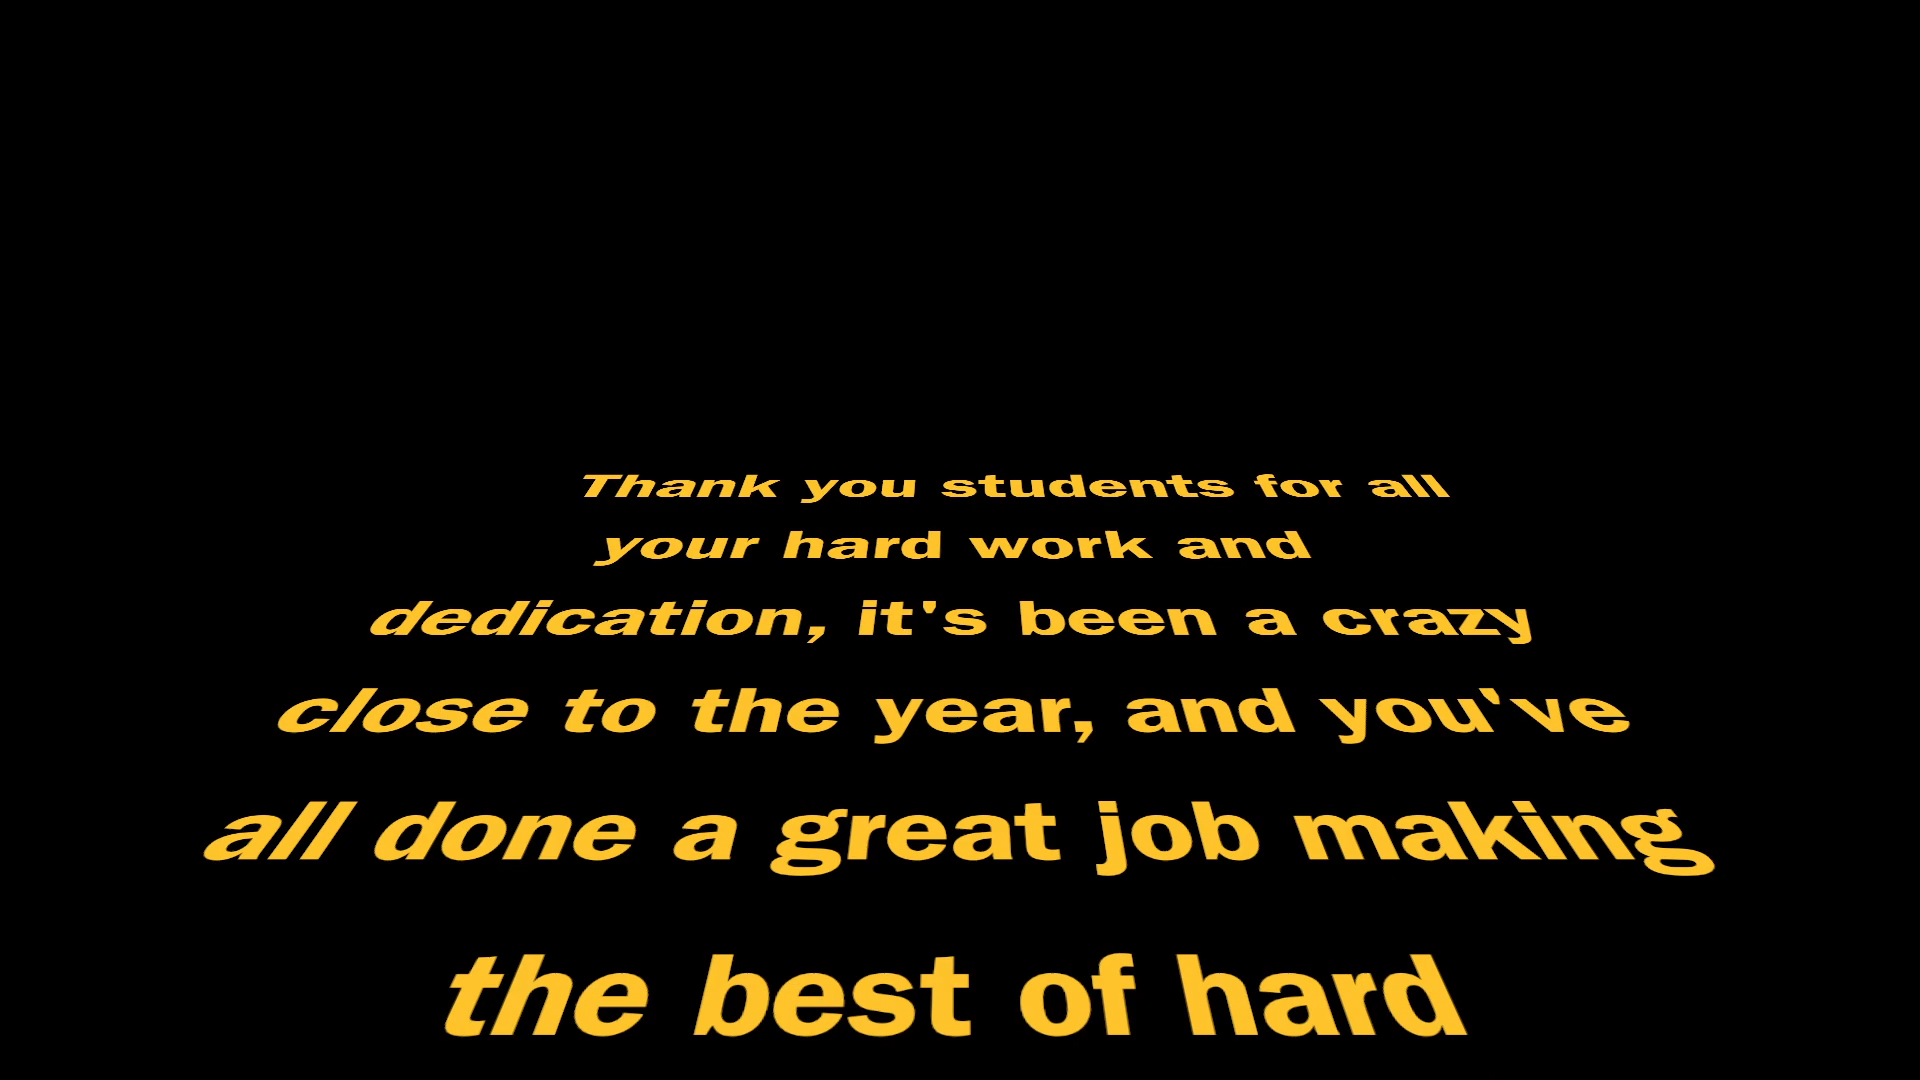 Thank you students for all
your hard work and
dedication, it's been a crazy
close to the year, and you've
all done a great job making
the best of hard